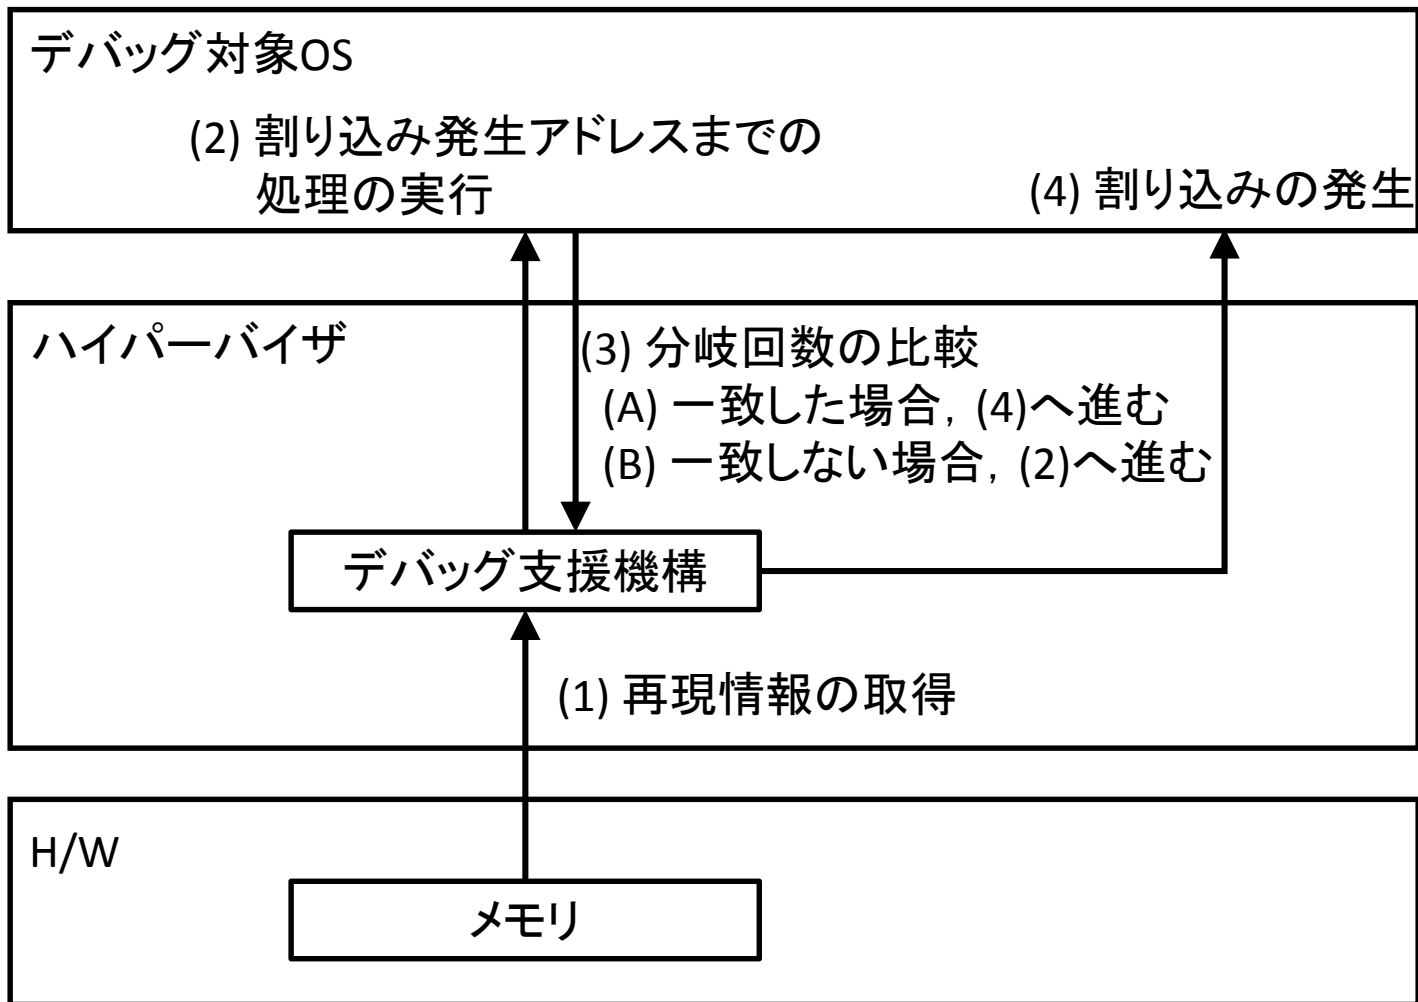 デバッグ対象OS
(2) 割り込み発生アドレスまでの
処理の実行
(4) 割り込みの発生
ハイパーバイザ
(3) 分岐回数の比較
(A) 一致した場合，(4)へ進む
(B) 一致しない場合，(2)へ進む
デバッグ支援機構
(1) 再現情報の取得
H/W
メモリ